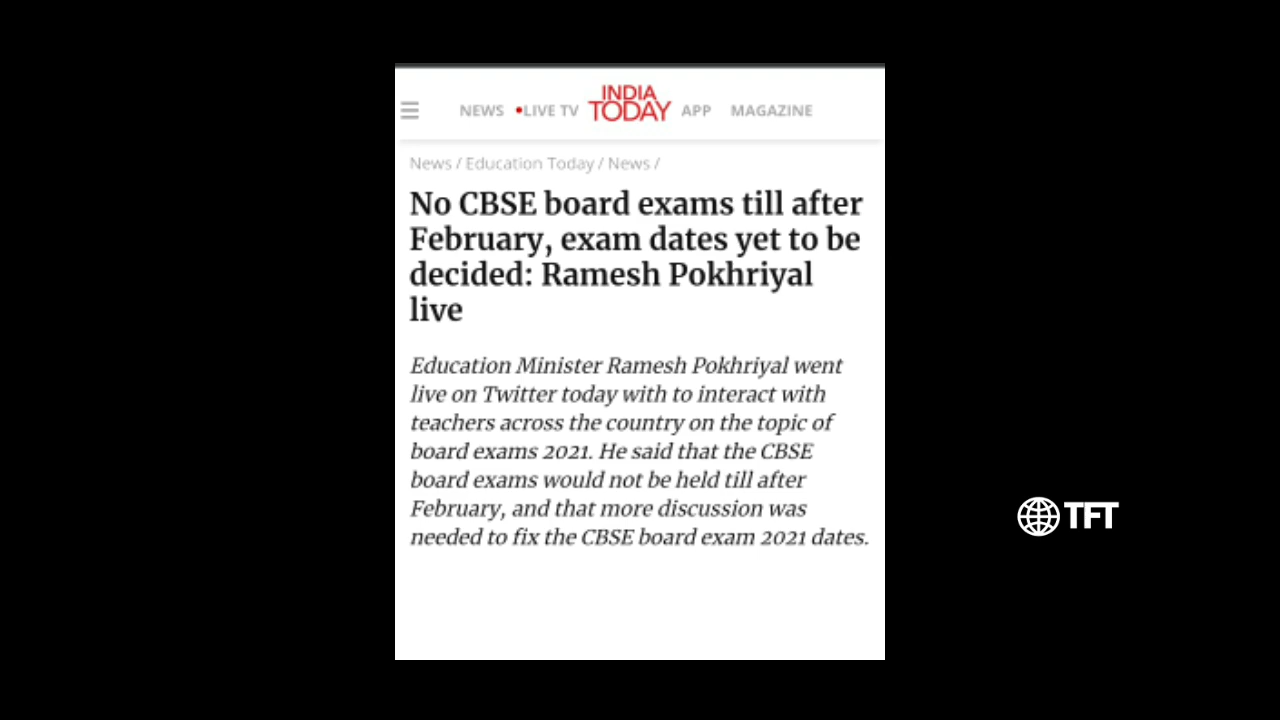 NEWS LIVE TV INDIA TODAY APP MAGAZINE
News / Education Today / News /
No CBSE board exams till after
February, exam dates yet to be
decided: Ramesh Pokhriyal
live
Education Minister Ramesh Pokhriyal went
live on Twitter today with to interact with
teachers across the country on the topic of
board exams 2021. He said that the CBSE
board exams would not be held till after
February, and that more discussion was
needed to fix the CBSE board exam 2021 dates.
TFT